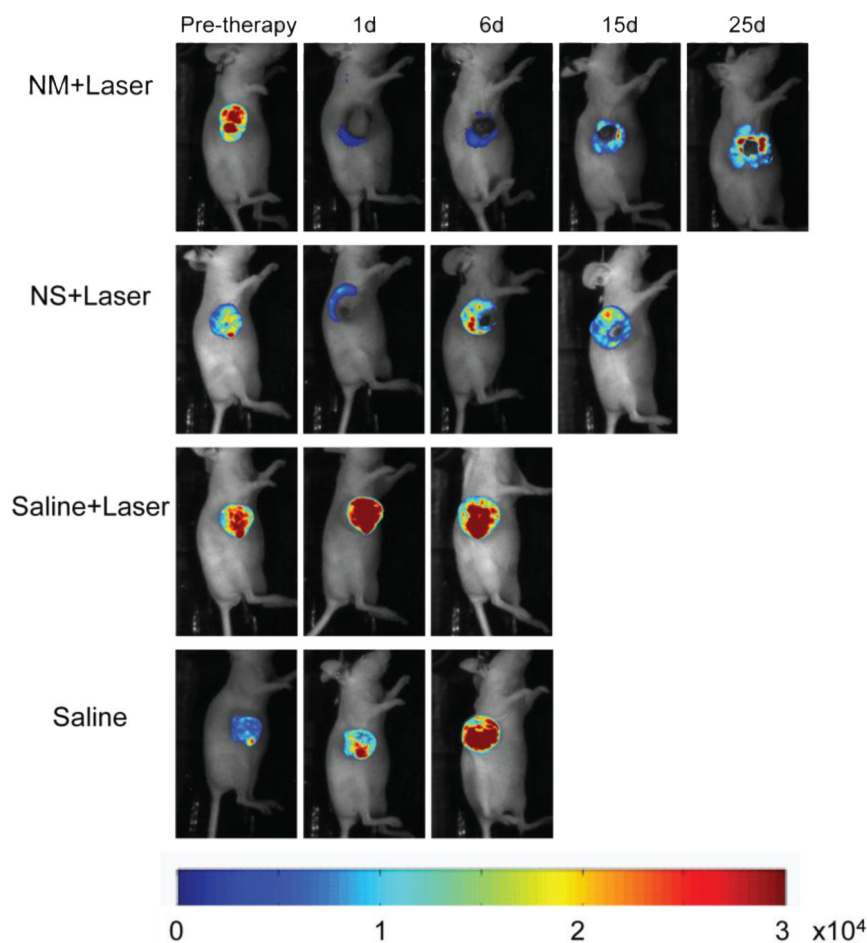 Pre-therapy 1d 6d 15d 25d
NM+Laser
NS+Laser
Saline+Laser
Saline
0 1 2 3 x10⁴